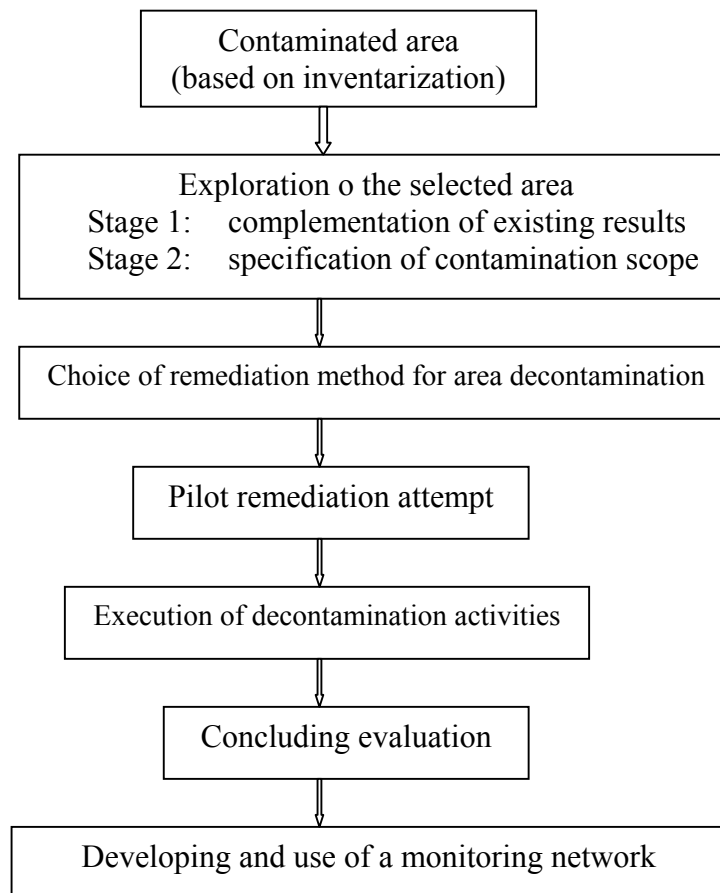 Contaminated area
(based on inventarization)
Exploration o the selected area
Stage 1: complementation of existing results
Stage 2: specification of contamination scope
Choice of remediation method for area decontamination
Pilot remediation attempt
Execution of decontamination activities
Concluding evaluation
Developing and use of a monitoring network